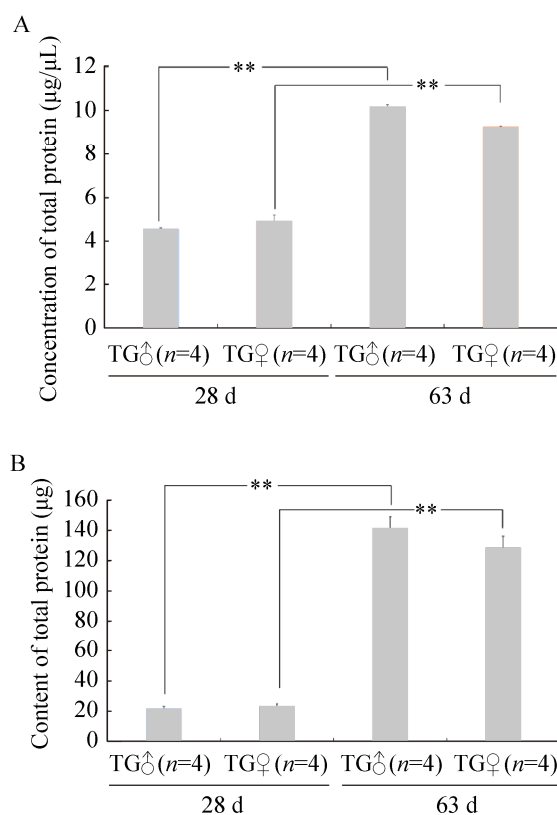 A
Concentration of total protein (μg/μL)
12
10
8
6
4
2
0
**
**
TG♂(n=4) TG♀(n=4) TG♂(n=4) TG♀(n=4)
28 d 63 d
B
Content of total protein (μg)
160
140
120
100
80
60
40
20
0
**
**
TG♂(n=4) TG♀(n=4) TG♂(n=4) TG♀(n=4)
28 d 63 d